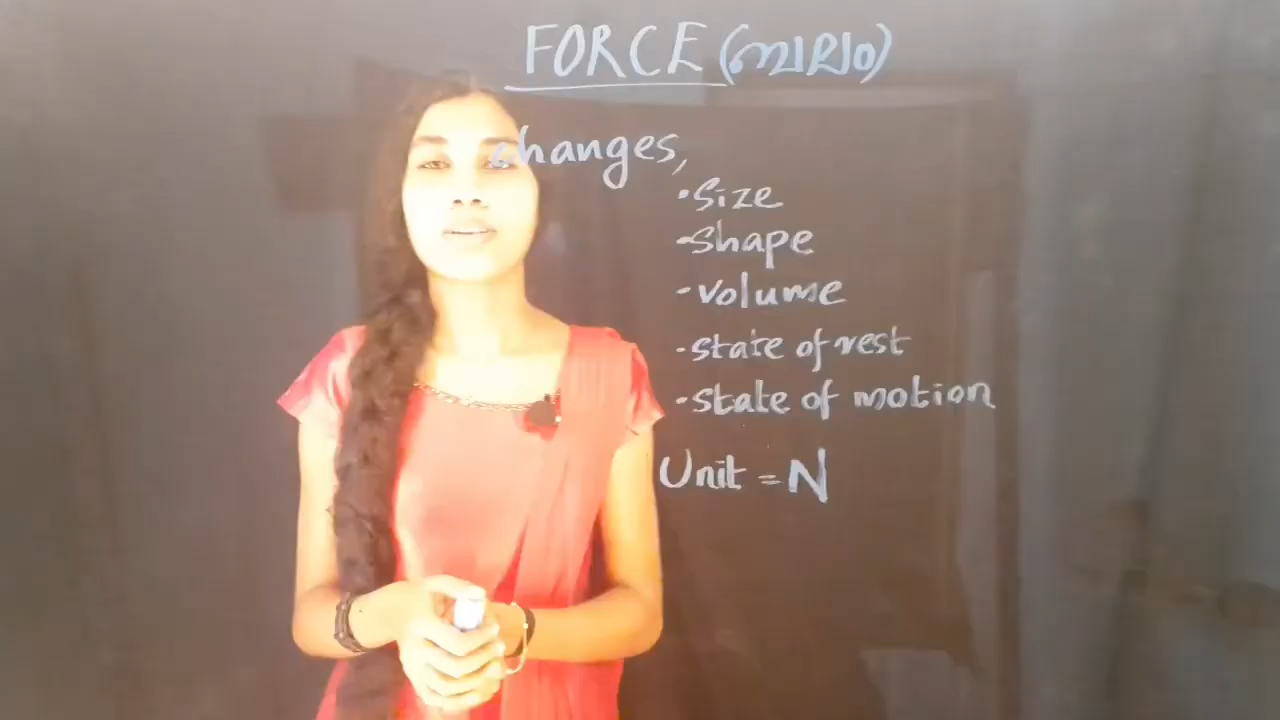 FORCE (ബലം)
changes,
• Size
• Shape
- volume
• state of rest
• state of motion
Unit = N